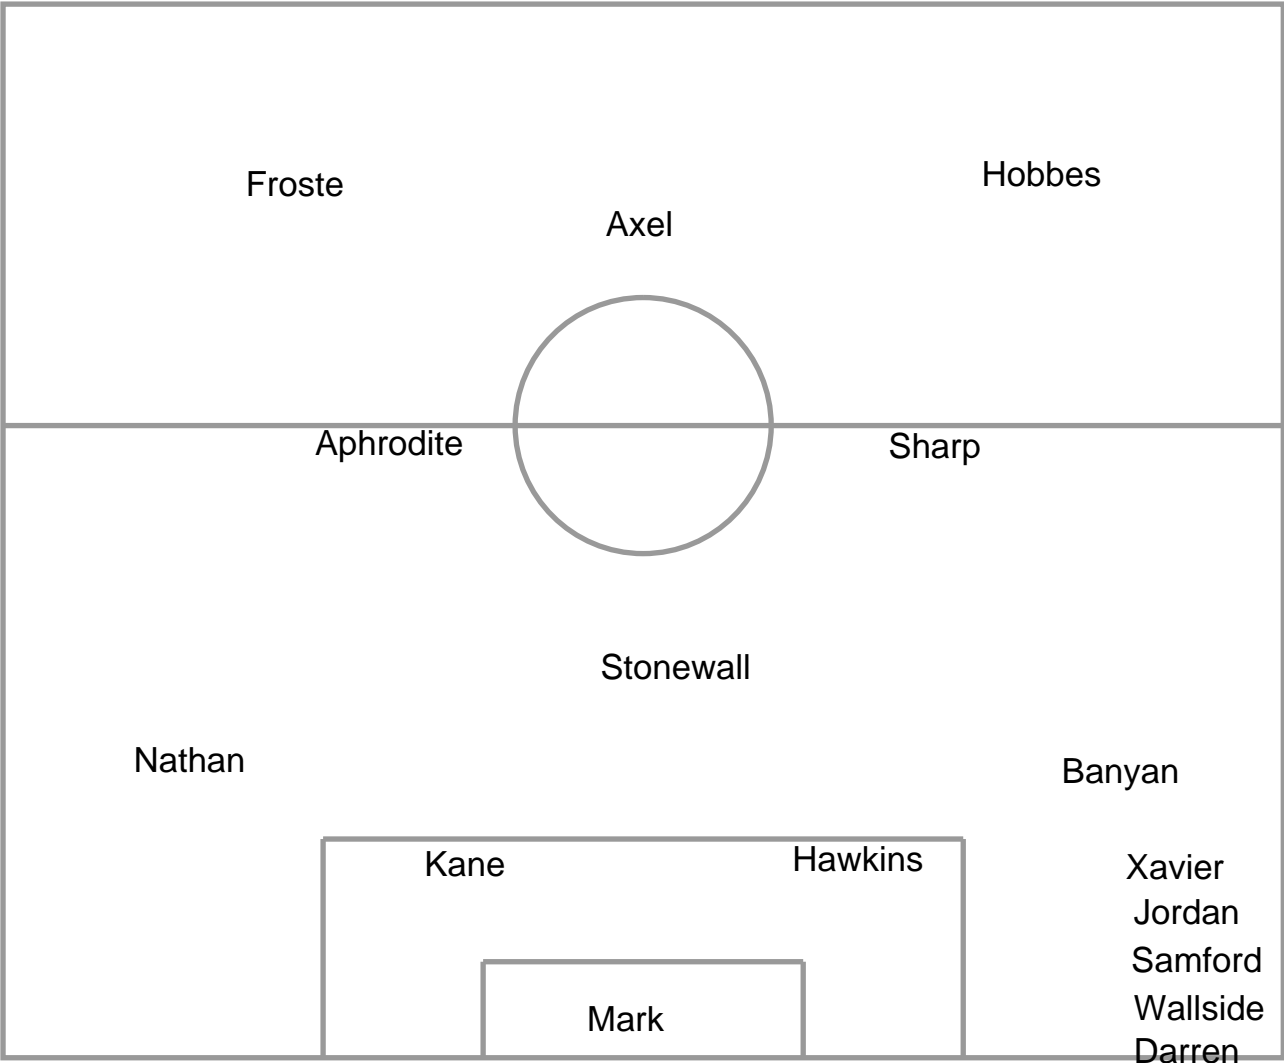 Froste
Hobbes
Axel
Aphrodite
Sharp
Stonewall
Nathan
Banyan
Kane
Hawkins
Xavier
Jordan
Samford
Wallside
Mark
Darren